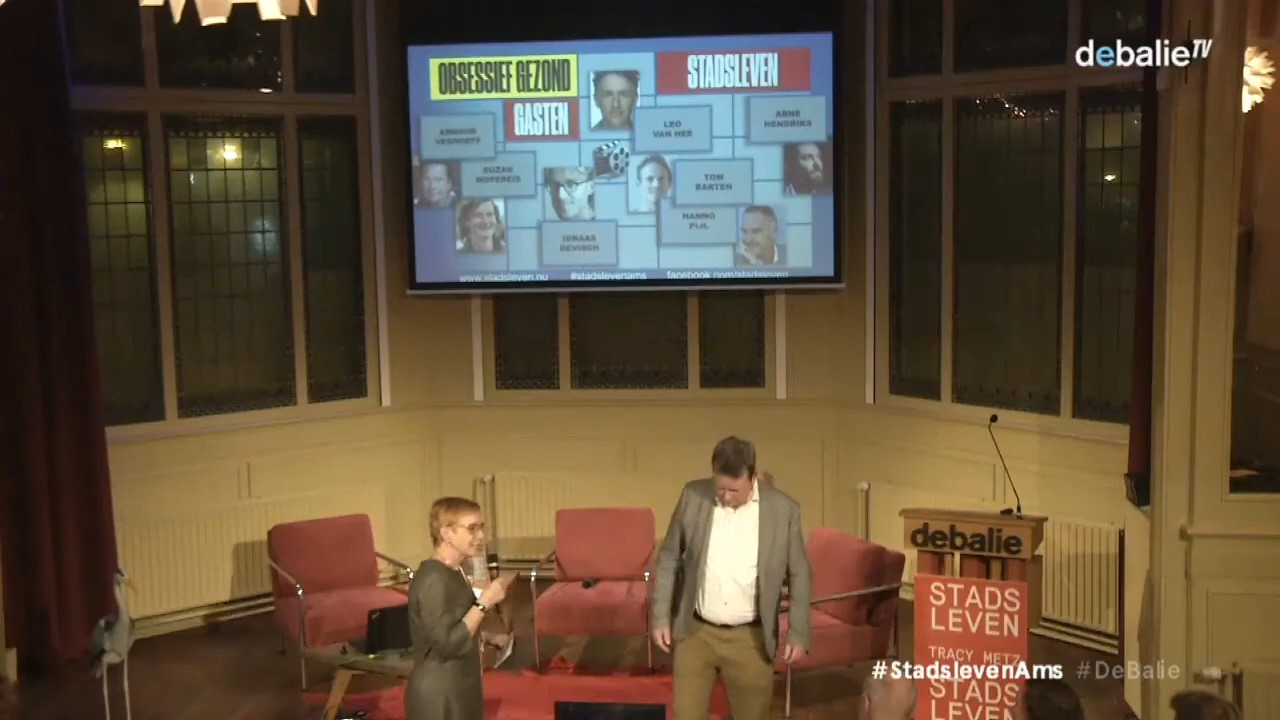 debalieTV
OBSESSIEF GEZOND
STADSLEVEN
GASTEN
LEO
VAN HEE
ARNE
HENDRIKS
ARNOUD
VERHOEFF
SUZAN
HOPEREIS
TOM
BARTEN
HANNO
PIJL
IGNAAS
DEVISCH
www.stadsleven.nu
#stadslevenams
facebook.com/stadsleven
debalie
STADS
LEVEN
TRACY METZ
STADS
LEVEN
#StadslevenAms
#DeBalie